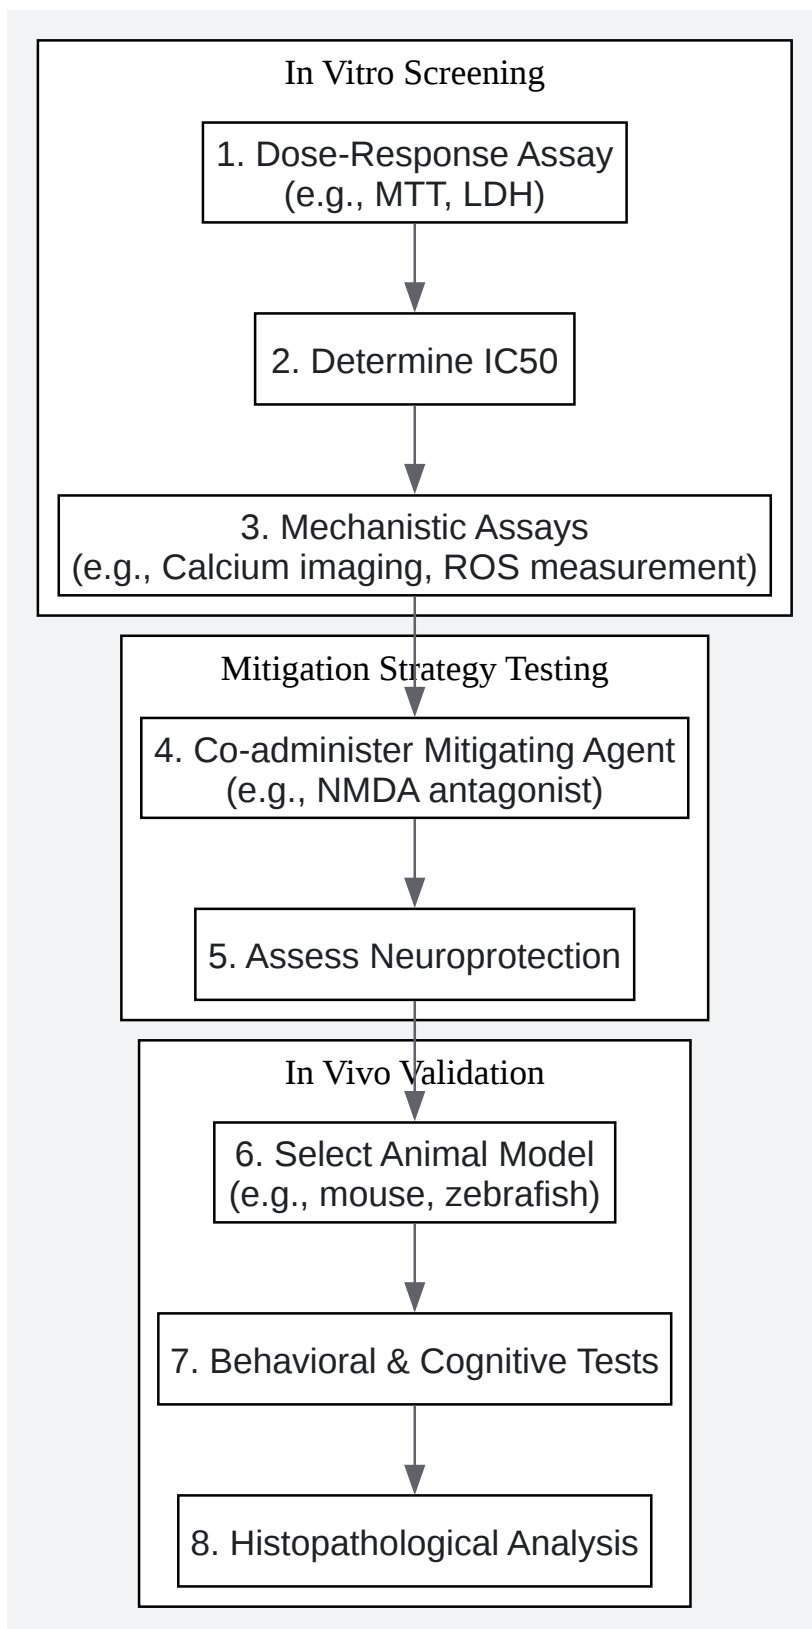 In Vitro Screening
1. Dose-Response Assay
(e.g., MTT, LDH)
2. Determine IC50
3. Mechanistic Assays
(e.g., Calcium imaging, ROS measurement)
Mitigation Strategy Testing
4. Co-administer Mitigating Agent
(e.g., NMDA antagonist)
5. Assess Neuroprotection
In Vivo Validation
6. Select Animal Model
(e.g., mouse, zebrafish)
7. Behavioral & Cognitive Tests
8. Histopathological Analysis